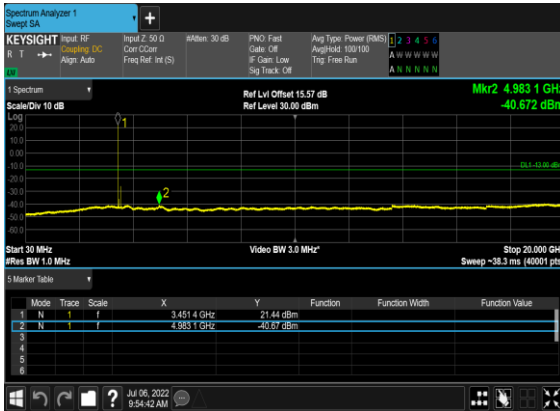 Spectrum Analyzer 1
Swept SA
+
KEYSIGHT Input: RF Input Z: 50 Ω #Atten: 30 dB PNO: Fast Avg Type: Power (RMS) 1 2 3 4 5 6
R T Coupling: DC Corr CCorr Gate: Off Avg|Hold: 100/100 A W W W W W
Align: Auto Freq Ref: Int (S) IF Gain: Low Trig: Free Run
Sig Track: Off A N N N N N
1 Spectrum
Ref Lvl Offset 15.57 dB Mkr2 4.983 1 GHz
Scale/Div 10 dB Ref Level 30.00 dBm -40.672 dBm
Log
1
20.0
10.0
0.00
-10.0
DL1 -13.00 dBm
-20.0
-30.0
2
-40.0
-50.0
-60.0
Start 30 MHz Video BW 3.0 MHz* Stop 20.000 GHz
#Res BW 1.0 MHz Sweep ~38.3 ms (40001 pts)
5 Marker Table
Mode Trace Scale X Y Function Function Width Function Value
1 N 1 f 3.451 4 GHz 21.44 dBm
2 N 1 f 4.983 1 GHz -40.67 dBm
3
4
5
6
? Jul 06, 2022
9:54:42 AM